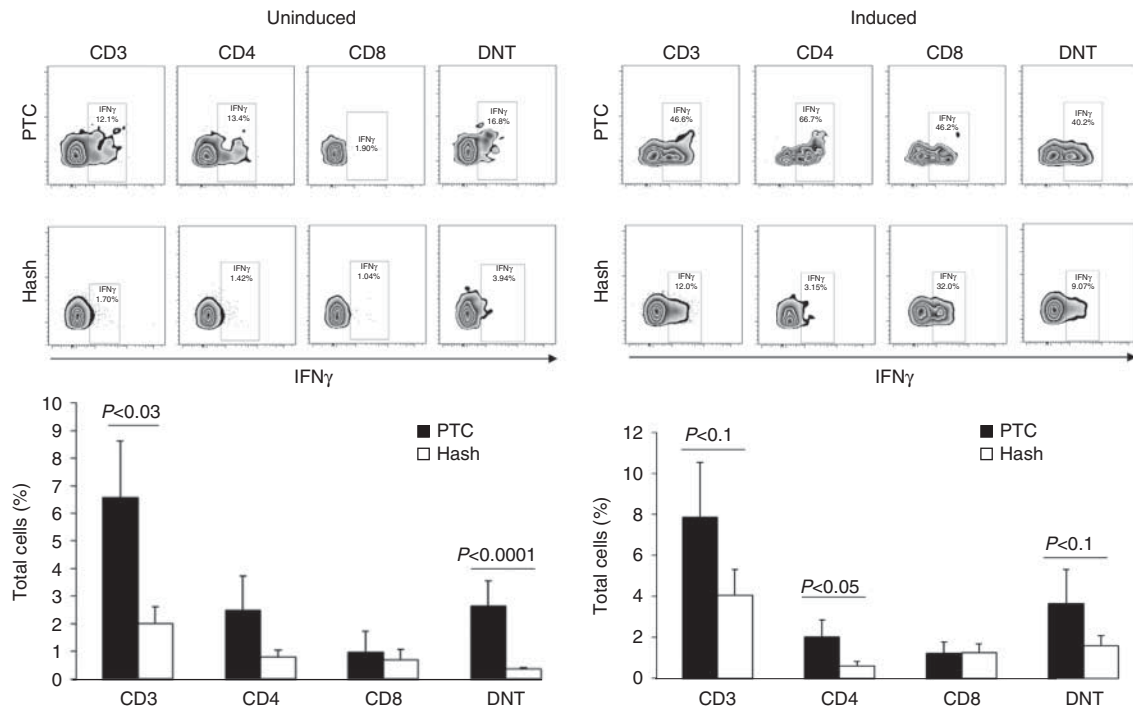 Uninduced
Induced
CD3 CD4 CD8 DNT
CD3 CD4 CD8 DNT
PTC
IFNγ
12.1%
IFNγ
13.4%
IFNγ
1.90%
IFNγ
16.8%
IFNγ
46.6%
IFNγ
66.7%
IFNγ
46.2%
IFNγ
40.2%
Hash
IFNγ
1.70%
IFNγ
1.42%
IFNγ
1.04%
IFNγ
3.94%
IFNγ
12.0%
IFNγ
3.15%
IFNγ
32.0%
IFNγ
9.07%
IFNγ
IFNγ
Total cells (%)
10
9
8
7
6
5
4
3
2
1
0
P<0.03
P<0.0001
PTC
Hash
CD3 CD4 CD8 DNT
Total cells (%)
12
10
8
6
4
2
0
P<0.1
P<0.05
P<0.1
PTC
Hash
CD3 CD4 CD8 DNT